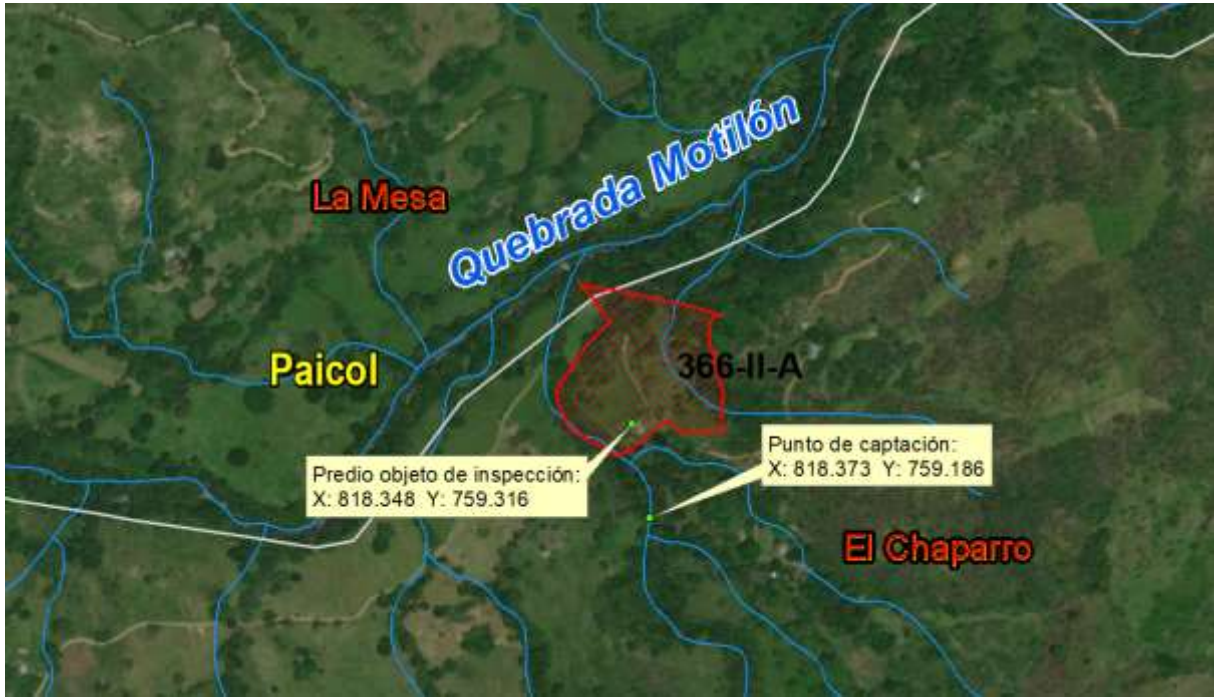 Quebrada Motilón
La Mesa
Paicol
366-II-A
Predio objeto de inspección:
X: 818.348 Y: 759.316
Punto de captación:
X: 818.373 Y: 759.186
El Chaparro